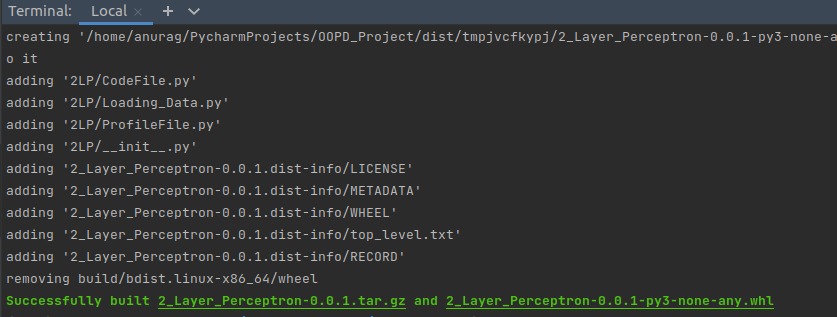 Terminal: Local × +
creating '/home/anurag/PycharmProjects/OOPD_Project/dist/tmpjvcfkypj/2_Layer_Perceptron-0.0.1-py3-none-a
o it
adding '2LP/CodeFile.py'
adding '2LP/Loading_Data.py'
adding '2LP/ProfileFile.py'
adding '2LP/__init__.py'
adding '2_Layer_Perceptron-0.0.1.dist-info/LICENSE'
adding '2_Layer_Perceptron-0.0.1.dist-info/METADATA'
adding '2_Layer_Perceptron-0.0.1.dist-info/WHEEL'
adding '2_Layer_Perceptron-0.0.1.dist-info/top_level.txt'
adding '2_Layer_Perceptron-0.0.1.dist-info/RECORD'
removing build/bdist.linux-x86_64/wheel
Successfully built 2_Layer_Perceptron-0.0.1.tar.gz and 2_Layer_Perceptron-0.0.1-py3-none-any.whl